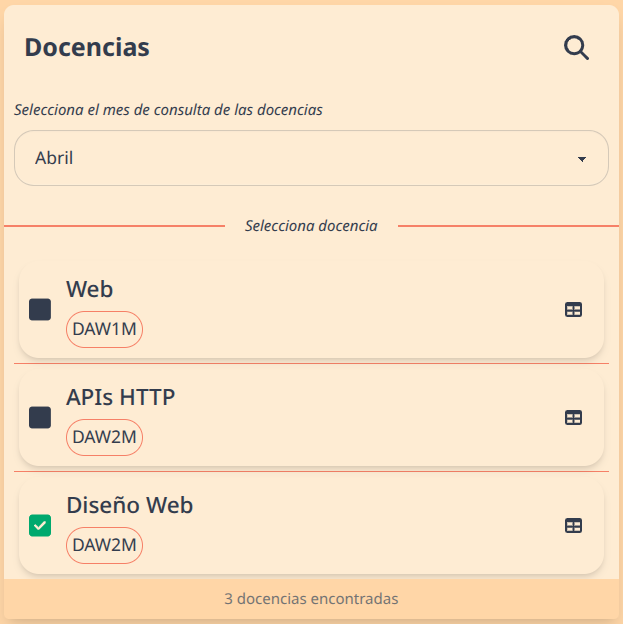 Docencias
Selecciona el mes de consulta de las docencias
Abril
Selecciona docencia
Web
DAW1M
APIs HTTP
DAW2M
Diseño Web
DAW2M
3 docencias encontradas